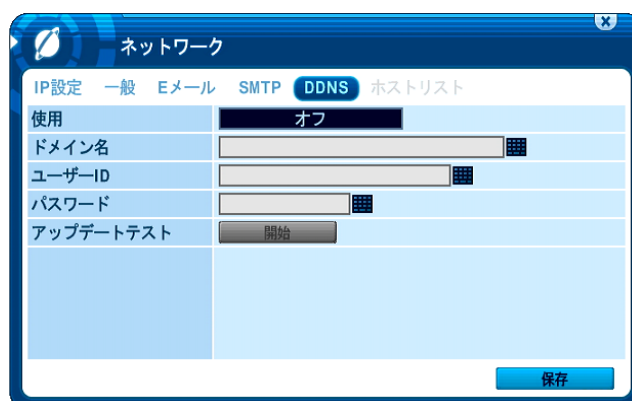 ネットワーク
IP設定 一般 Eメール SMTP DDNS ホストリスト
使用 オフ
ドメイン名
ユーザーID
パスワード
アップデートテスト 開始
保存